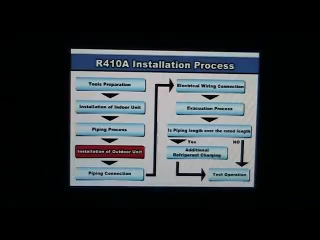 R410A Installation Process
Tools Preparation
Installation of Indoor Unit
Piping Process
Installation of Outdoor Unit
Piping Connection
Electrical Wiring Connection
Evacuation Process
Is Piping length over the rated length
Yes
NO
Additional
Refrigerant Charging
Test Operation